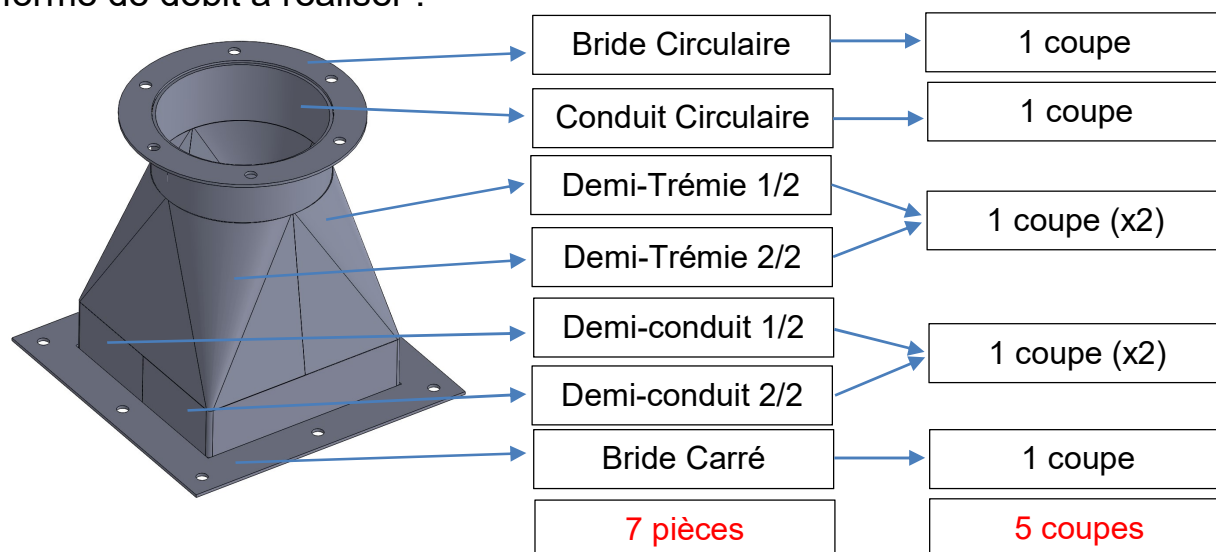 Bride Circulaire
1 coupe
Conduit Circulaire
1 coupe
Demi-Trémie 1/2
Demi-Trémie 2/2
1 coupe (x2)
Demi-conduit 1/2
Demi-conduit 2/2
1 coupe (x2)
Bride Carré
1 coupe
7 pièces
5 coupes